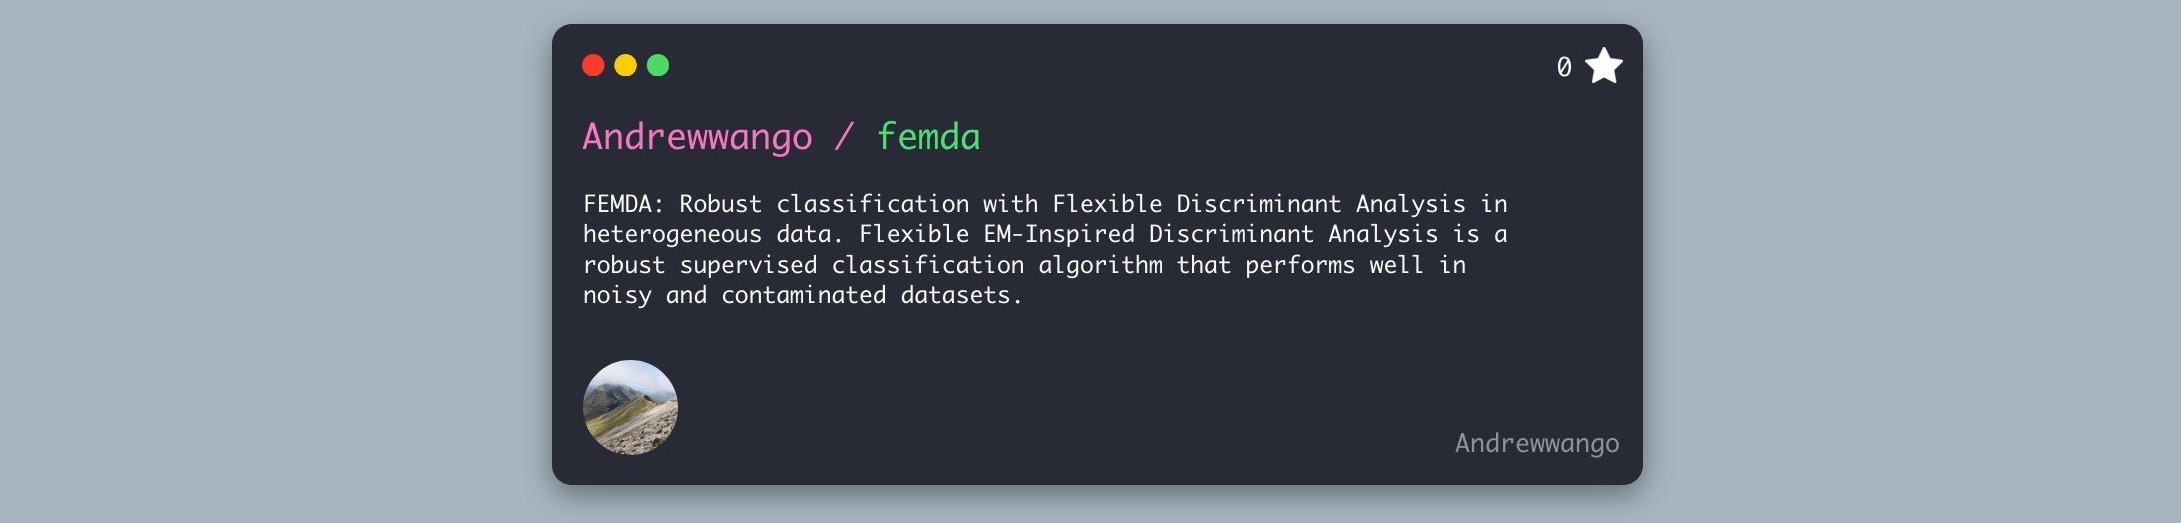 0
Andrewwango / femda
FEMDA: Robust classification with Flexible Discriminant Analysis in
heterogeneous data. Flexible EM-Inspired Discriminant Analysis is a
robust supervised classification algorithm that performs well in
noisy and contaminated datasets.
Andrewwango